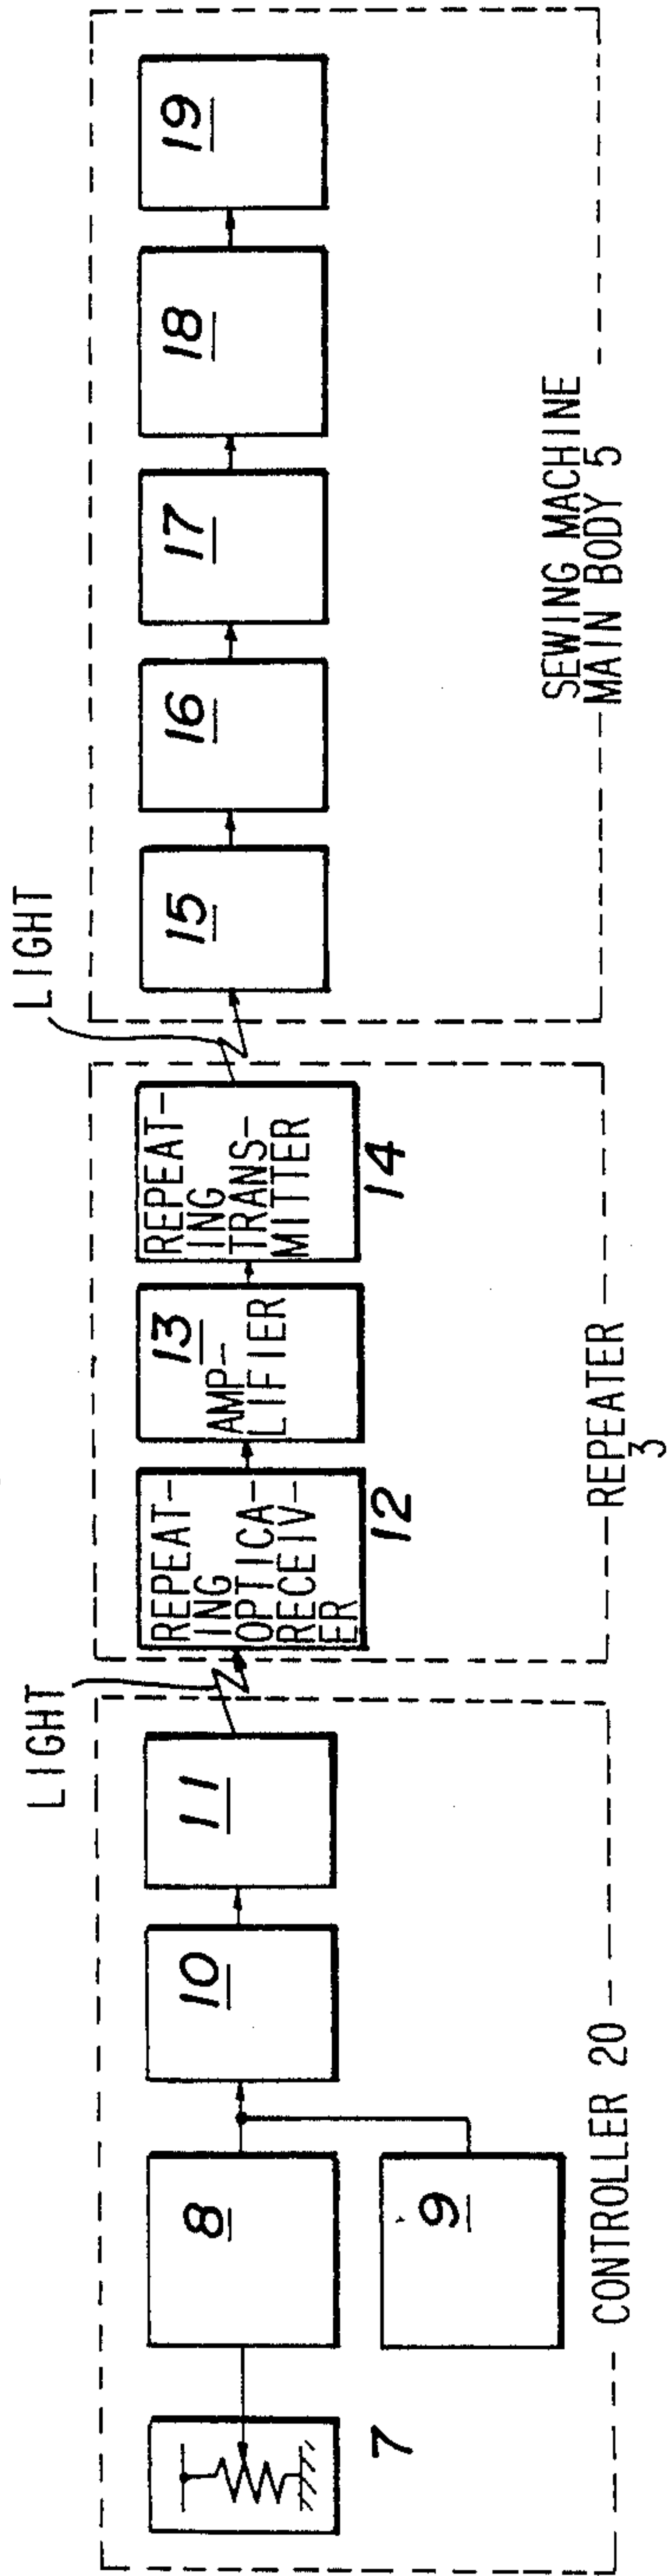 7
8
9
10
11
CONTROLLER 20
LIGHT
REPEAT-
ING
OPTICA-
RECEIV-
ER
12
13
AMP-
LIFIER
REPEAT-
ING
TRANS-
MITTER
14
REPEATER
3
LIGHT
15
16
17
18
19
SEWING MACHINE
MAIN BODY 5